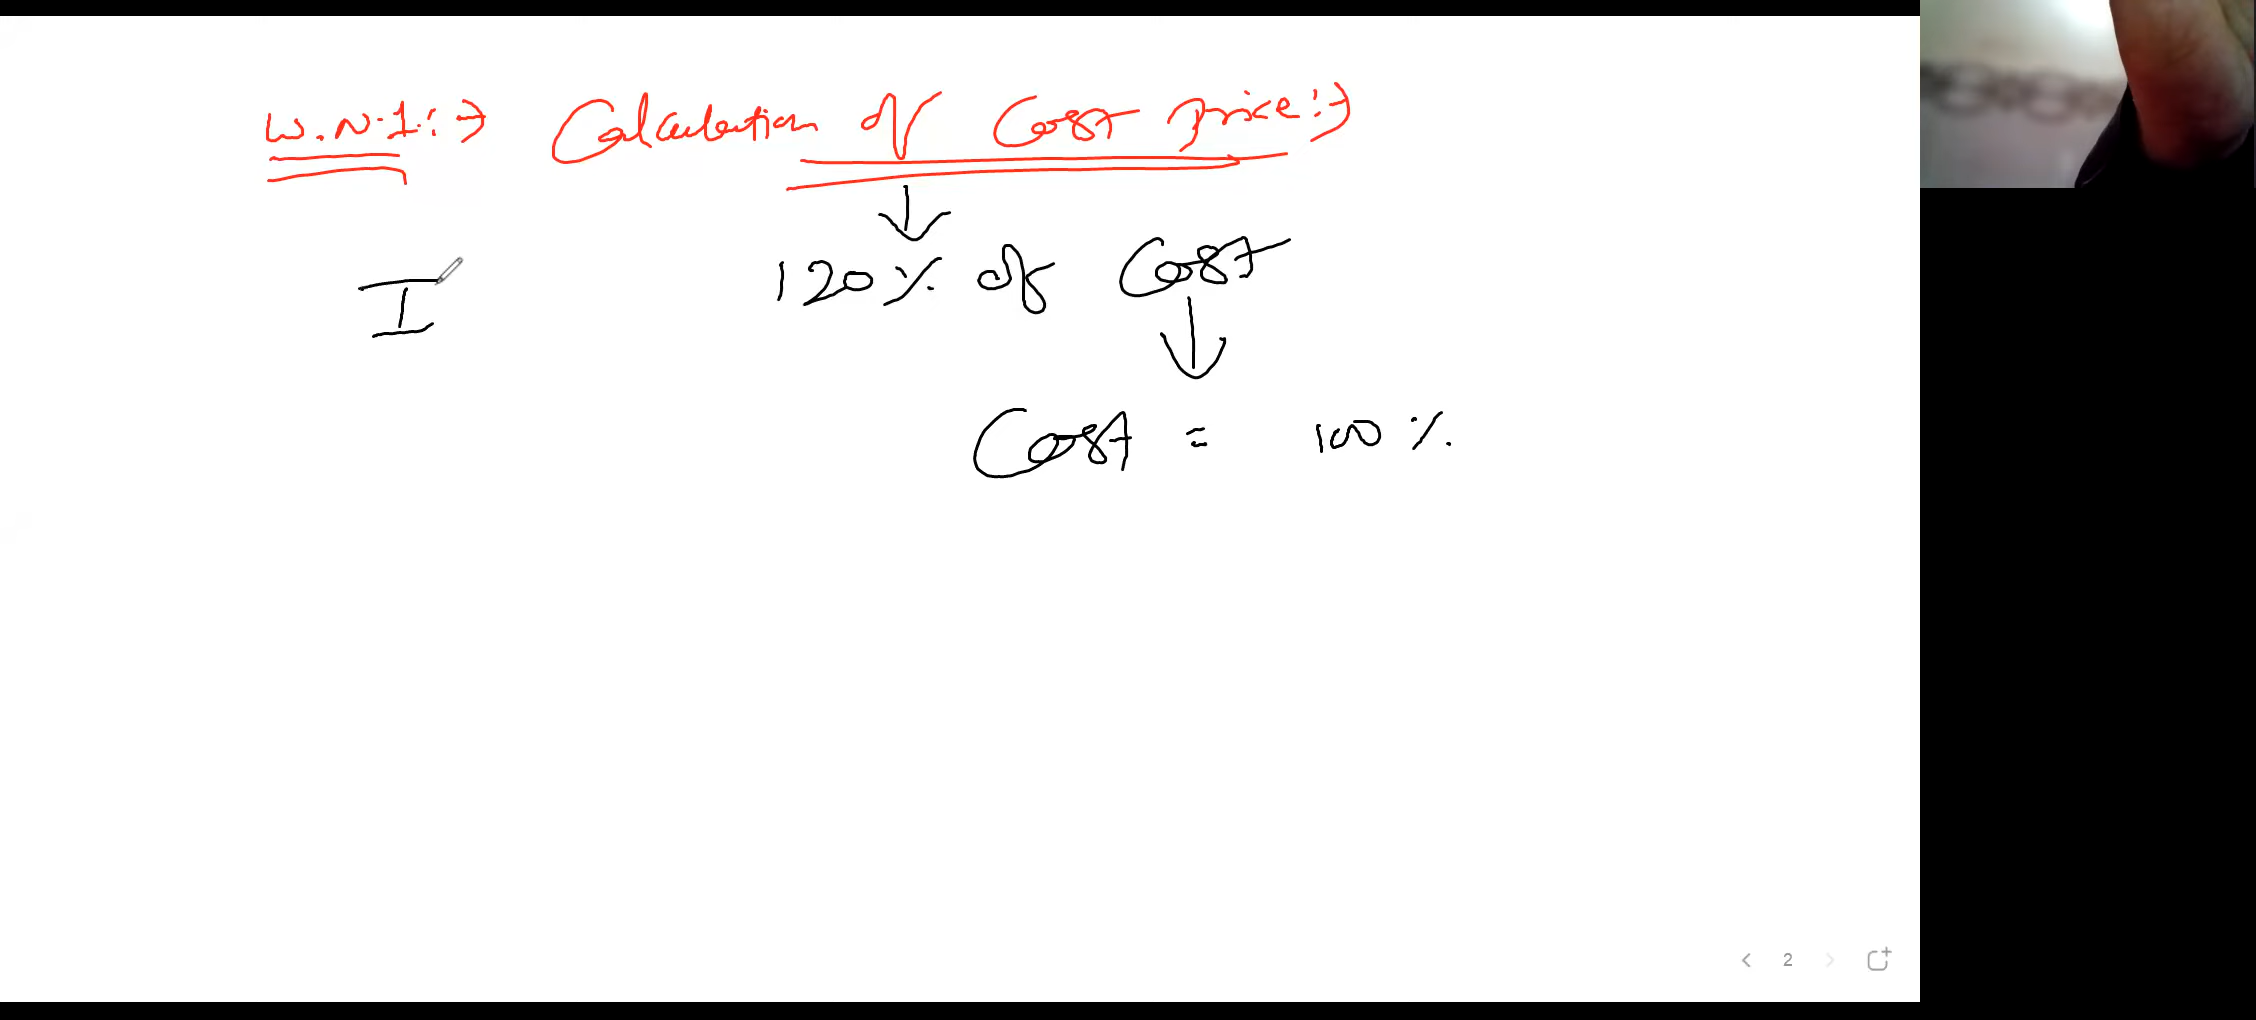 W.N.1:→ Calculation of Cost price:→
I
120% of Cost
Cost = 100%
2